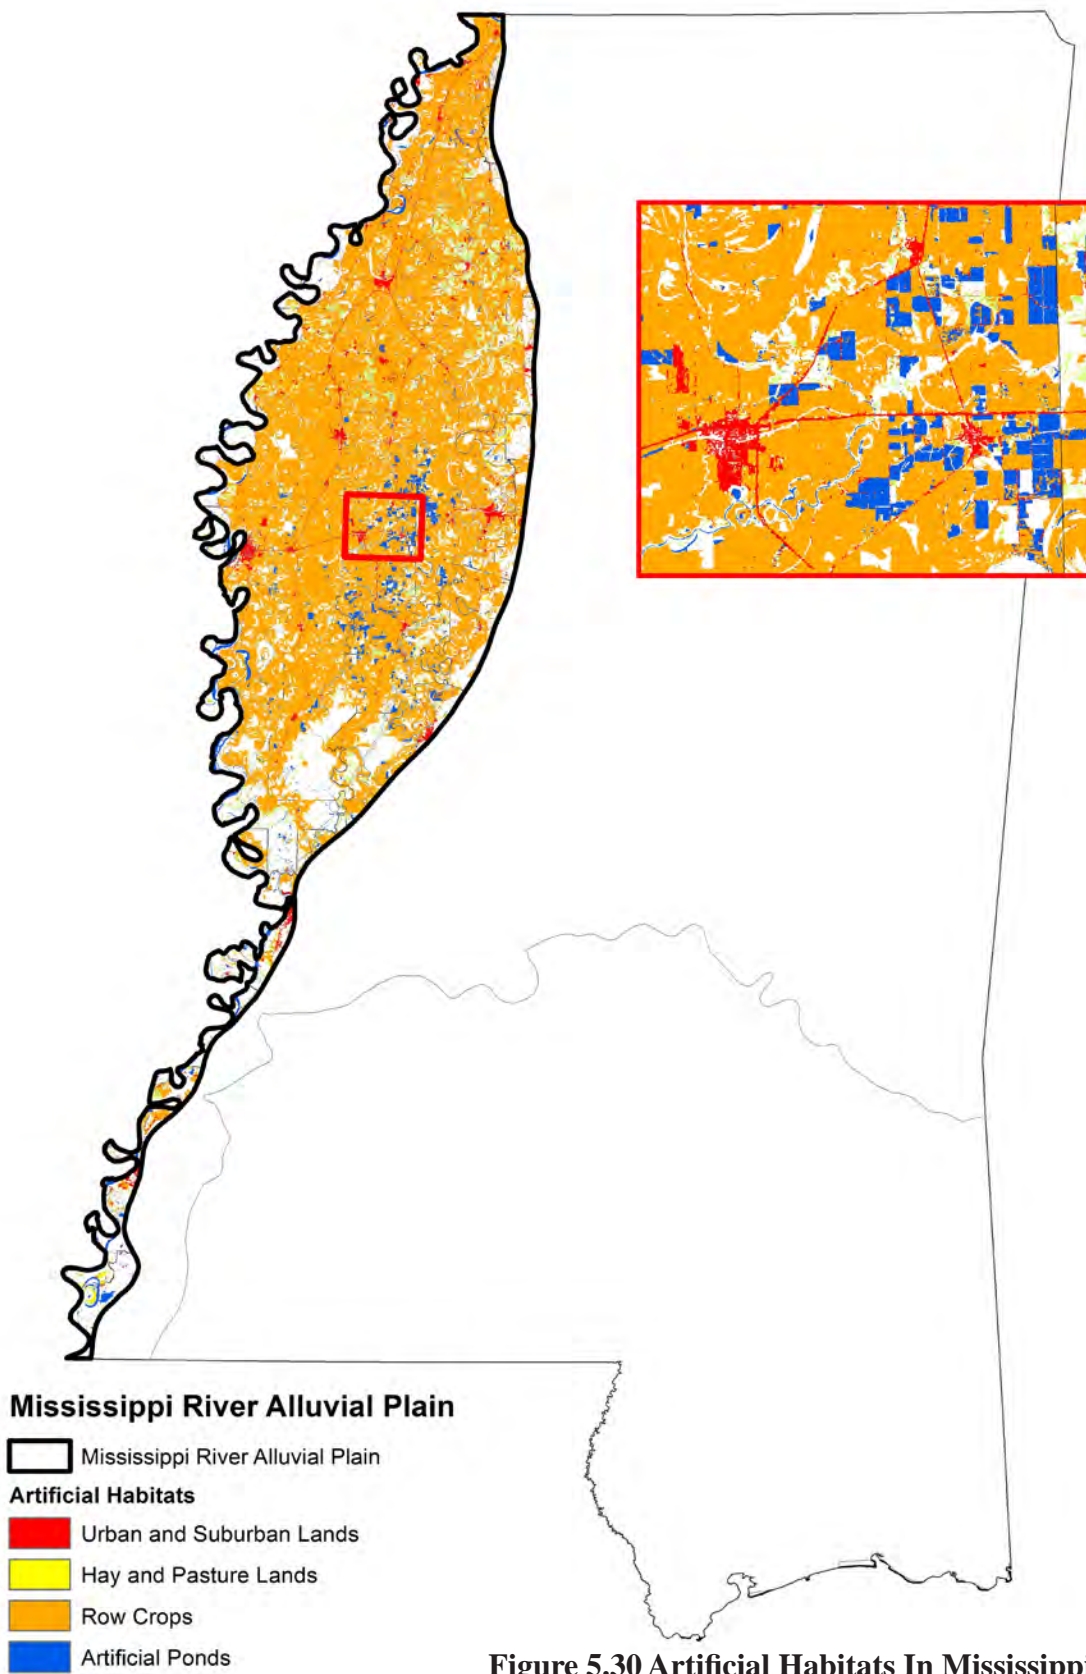 Mississippi River Alluvial Plain
Mississippi River Alluvial Plain
Artificial Habitats
Urban and Suburban Lands
Hay and Pasture Lands
Row Crops
Artificial Ponds
Figure 5.30 Artificial Habitats In Mississippi